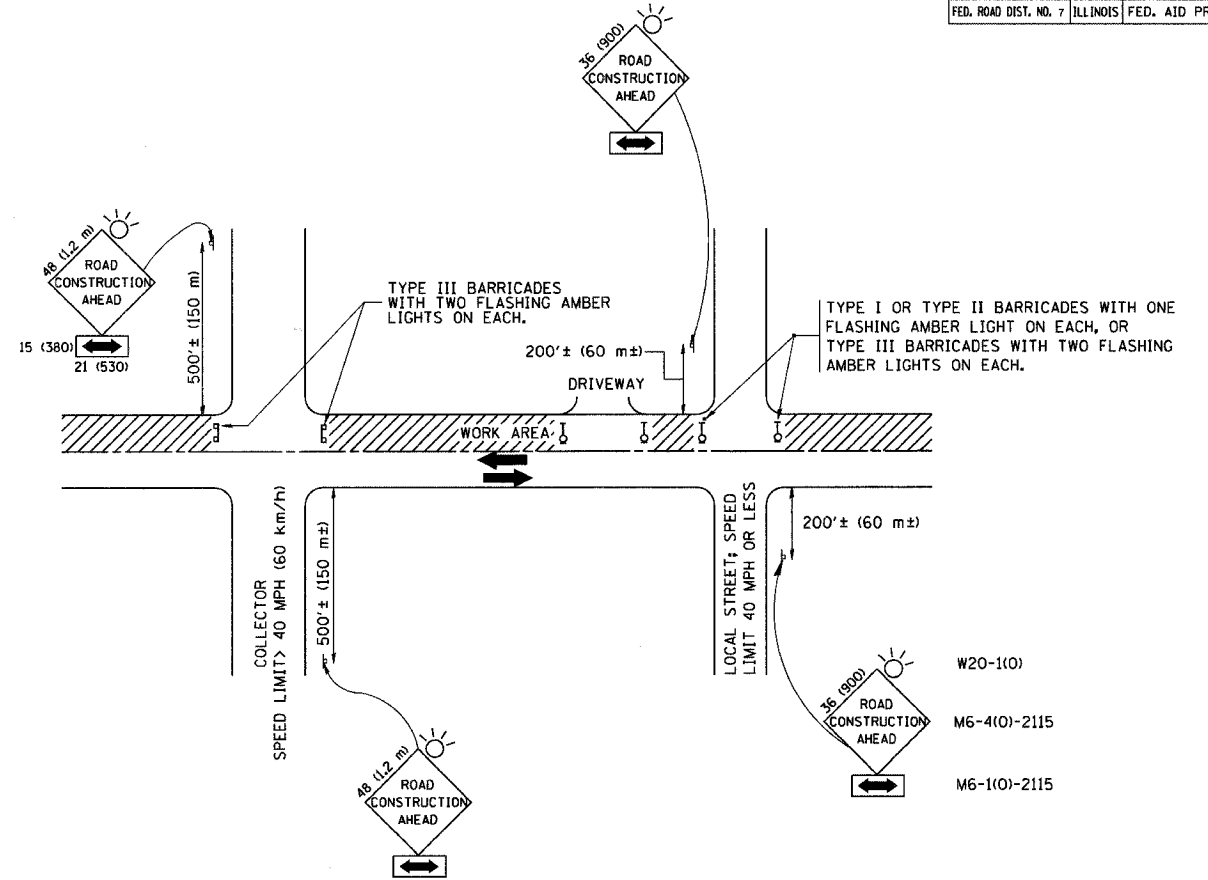 FED. ROAD DIST. NO. 7 ILLINOIS FED. AID PR
36 (900)
ROAD
CONSTRUCTION
AHEAD
48 (1.2 m)
ROAD
CONSTRUCTION
AHEAD
15 (380)
21 (530)
500'± (150 m)
TYPE III BARRICADES
WITH TWO FLASHING AMBER
LIGHTS ON EACH.
200'± (60 m±)
DRIVEWAY
TYPE I OR TYPE II BARRICADES WITH ONE
FLASHING AMBER LIGHT ON EACH, OR
TYPE III BARRICADES WITH TWO FLASHING
AMBER LIGHTS ON EACH.
WORK AREA
COLLECTOR
SPEED LIMIT> 40 MPH (60 km/h)
500'± (150 m±)
LOCAL STREET; SPEED
LIMIT 40 MPH OR LESS
200'± (60 m±)
48 (1.2 m)
ROAD
CONSTRUCTION
AHEAD
36 (900)
ROAD
CONSTRUCTION
AHEAD
W20-1(O)
M6-4(O)-2115
M6-1(O)-2115